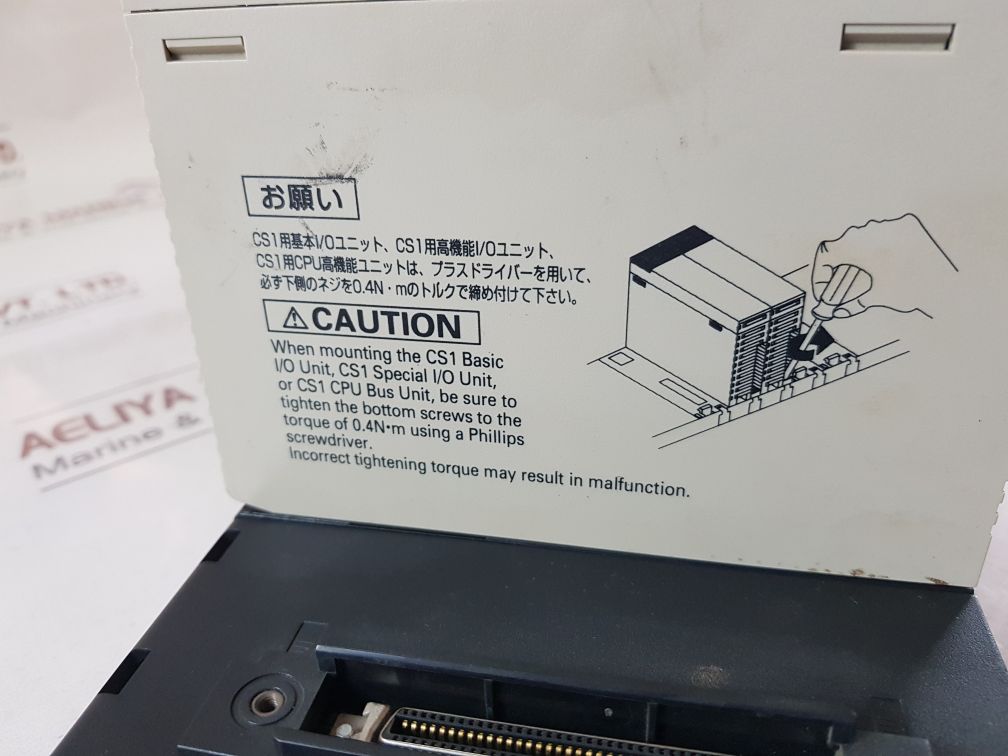 お願い
CS1用基本I/Oユニット、CS1用高機能I/Oユニット、
CS1用CPU高機能ユニットは、プラスドライバーを用いて、
必ず下側のネジを0.4N・mのトルクで締め付けて下さい。
⚠CAUTION
When mounting the CS1 Basic
I/O Unit, CS1 Special I/O Unit,
or CS1 CPU Bus Unit, be sure to
tighten the bottom screws to the
torque of 0.4N•m using a Phillips
screwdriver.
Incorrect tightening torque may result in malfunction.
AELIYA
Marine &